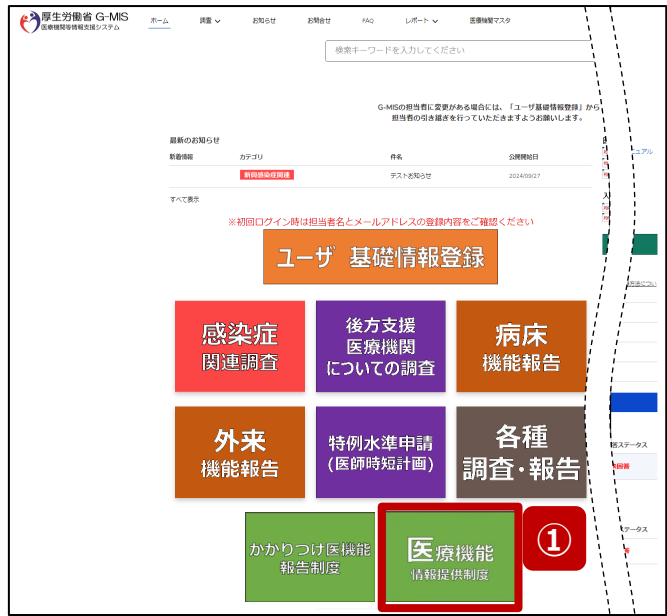 厚生労働省 G-MIS
医療機関等情報支援システム
ホーム 調査 お知らせ お問合せ FAQ レポート 医療機関マスタ
検索キーワードを入力してください
G-MISの担当者に変更がある場合には、「ユーザ基礎情報登録」から
担当者の引き継ぎを行っていただきますようお願いします。
最新のお知らせ
新着情報 カテゴリ 件名 公開開始日
新興感染症関連 テストお知らせ 2024/09/27
すべて表示
※初回ログイン時は担当者名とメールアドレスの登録内容をご確認ください
ユーザ 基礎情報登録
感染症
関連調査
後方支援
医療機関
についての調査
病床
機能報告
外来
機能報告
特例水準申請
(医師時短計画)
各種
調査・報告
かかりつけ医機能
報告制度
医療機能
情報提供制度
①
ュアル
方法につい
答ステータス
未回答
ステータス